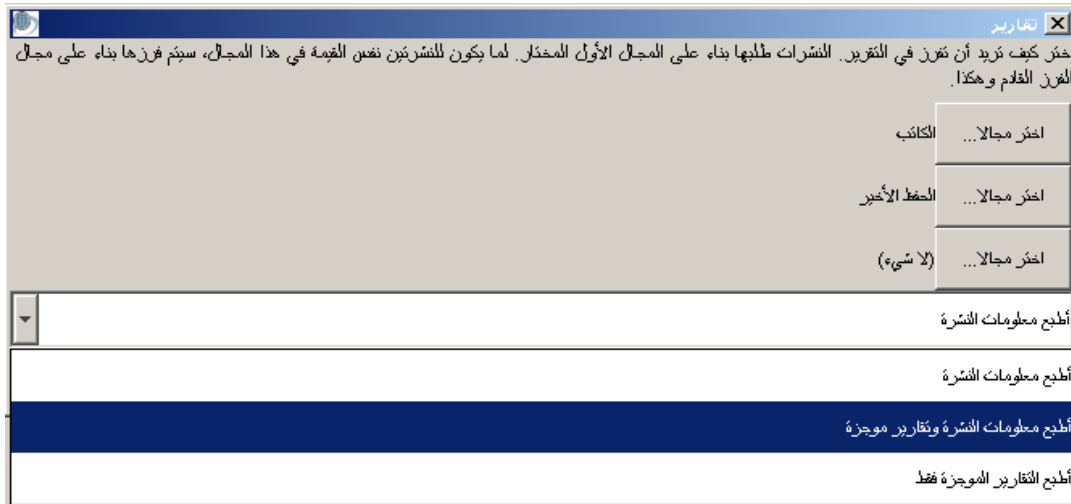 تقارير
ختر كيف تريد أن تفرز في التقرير. النشرات طلبها بناء على المجال الأول المختار. لما يكون للنشرتين نفس القيمة في هذا المجال، سيتم فرزها بناء على مجال
الفرز القادم وهكذا.
اختر مجالا... الكاتب
اختر مجالا... الحفظ الأخير
اختر مجالا... (لا شيء)
أطبع معلومات النشرة
أطبع معلومات النشرة
أطبع معلومات النشرة وتقارير موجزة
أطبع التقارير الموجزة فقط